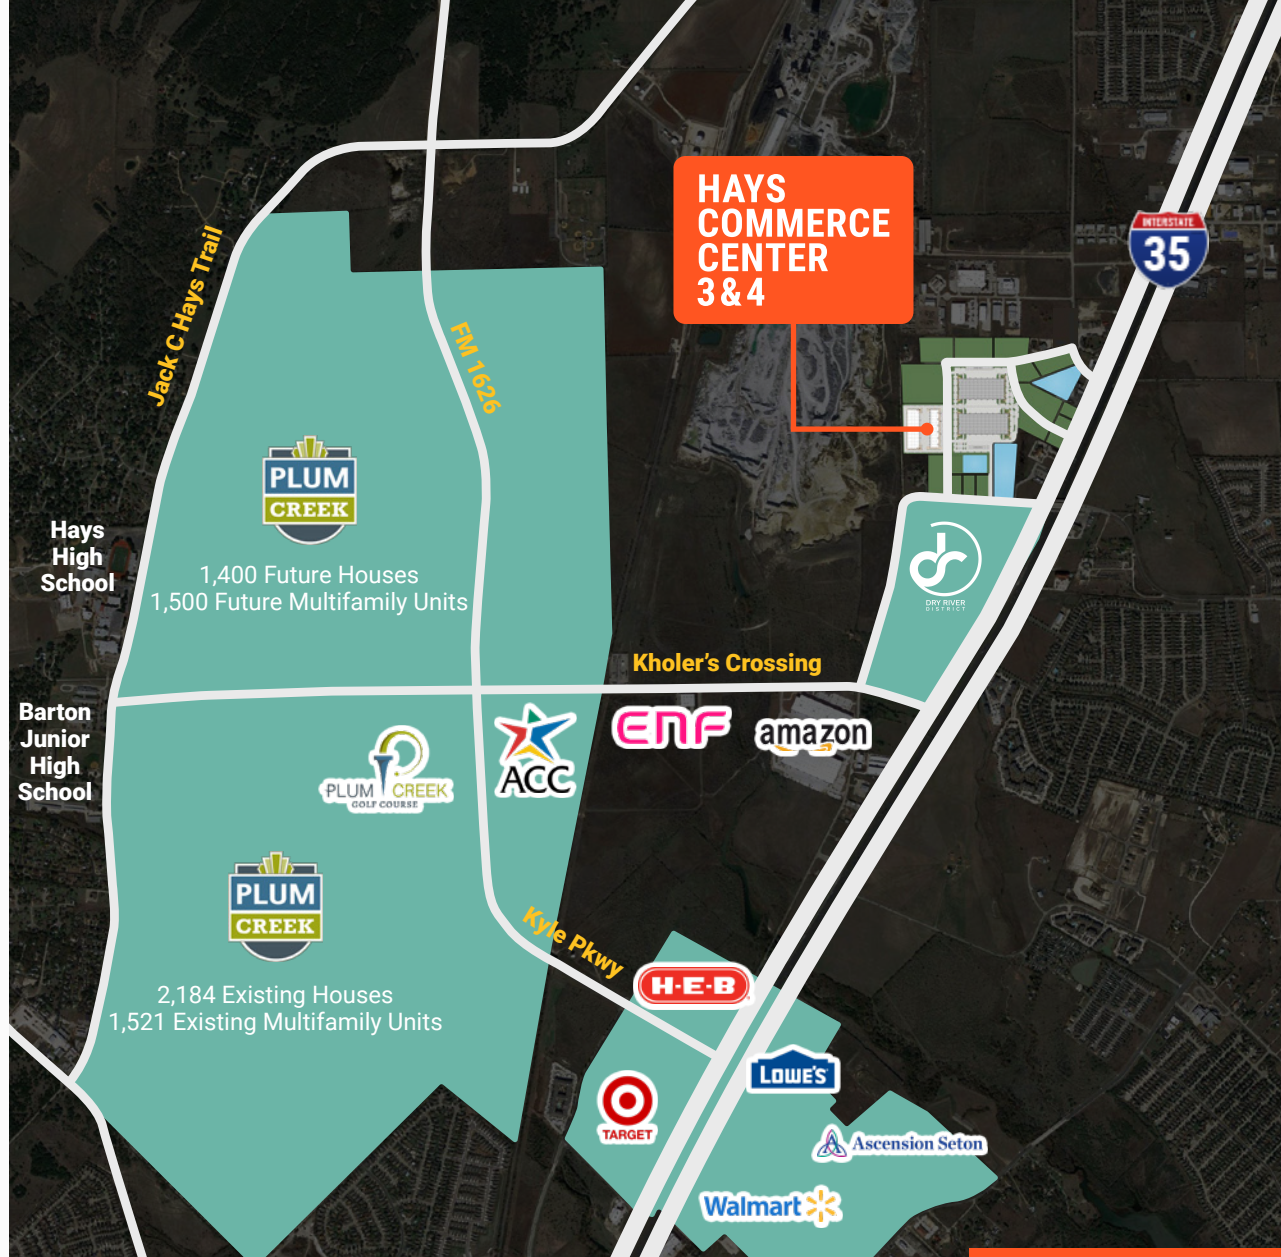 HAYS
COMMERCE
CENTER
3 & 4
INTERSTATE
35
Jack C Hays Trail
FM 1626
PLUM
CREEK
Hays
High
School
1,400 Future Houses
1,500 Future Multifamily Units
dr
DRY RIVER
DISTRICT
Kholer's Crossing
Barton
Junior
High
School
ENF
amazon
PLUM CREEK
GOLF COURSE
ACC
PLUM
CREEK
Kyle Pkwy
H-E-B
2,184 Existing Houses
1,521 Existing Multifamily Units
LOWE'S
TARGET
Ascension Seton
Walmart